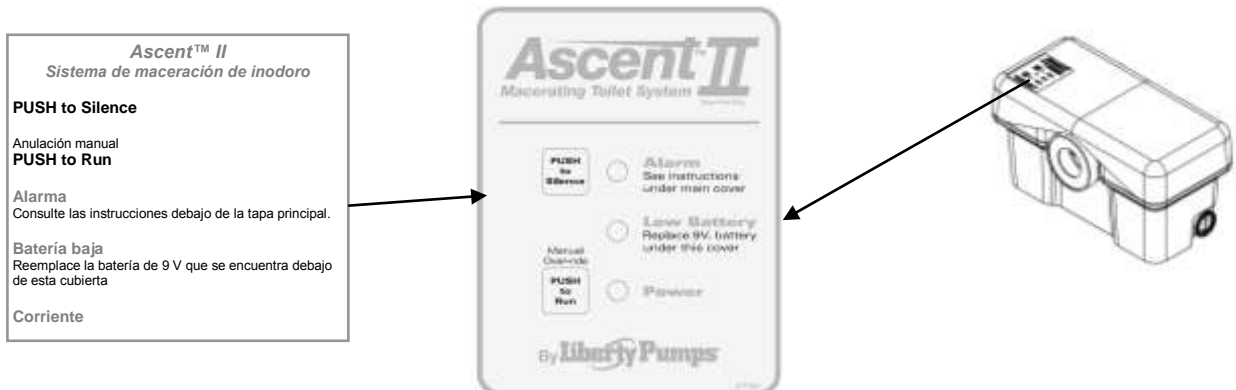 Ascent™ II
Sistema de maceración de inodoro
PUSH to Silence
Anulación manual
PUSH to Run
Alarma
Consulte las instrucciones debajo de la tapa principal.
Batería baja
Reemplace la batería de 9 V que se encuentra debajo
de esta cubierta
Corriente
Ascent™ II
Macerating Toilet System
PUSH
to
Silence
Alarm
See instructions
under main cover
Low Battery
Replace 9V. battery
under this cover
Manual
Override
PUSH
to
Run
Power
By Liberty Pumps